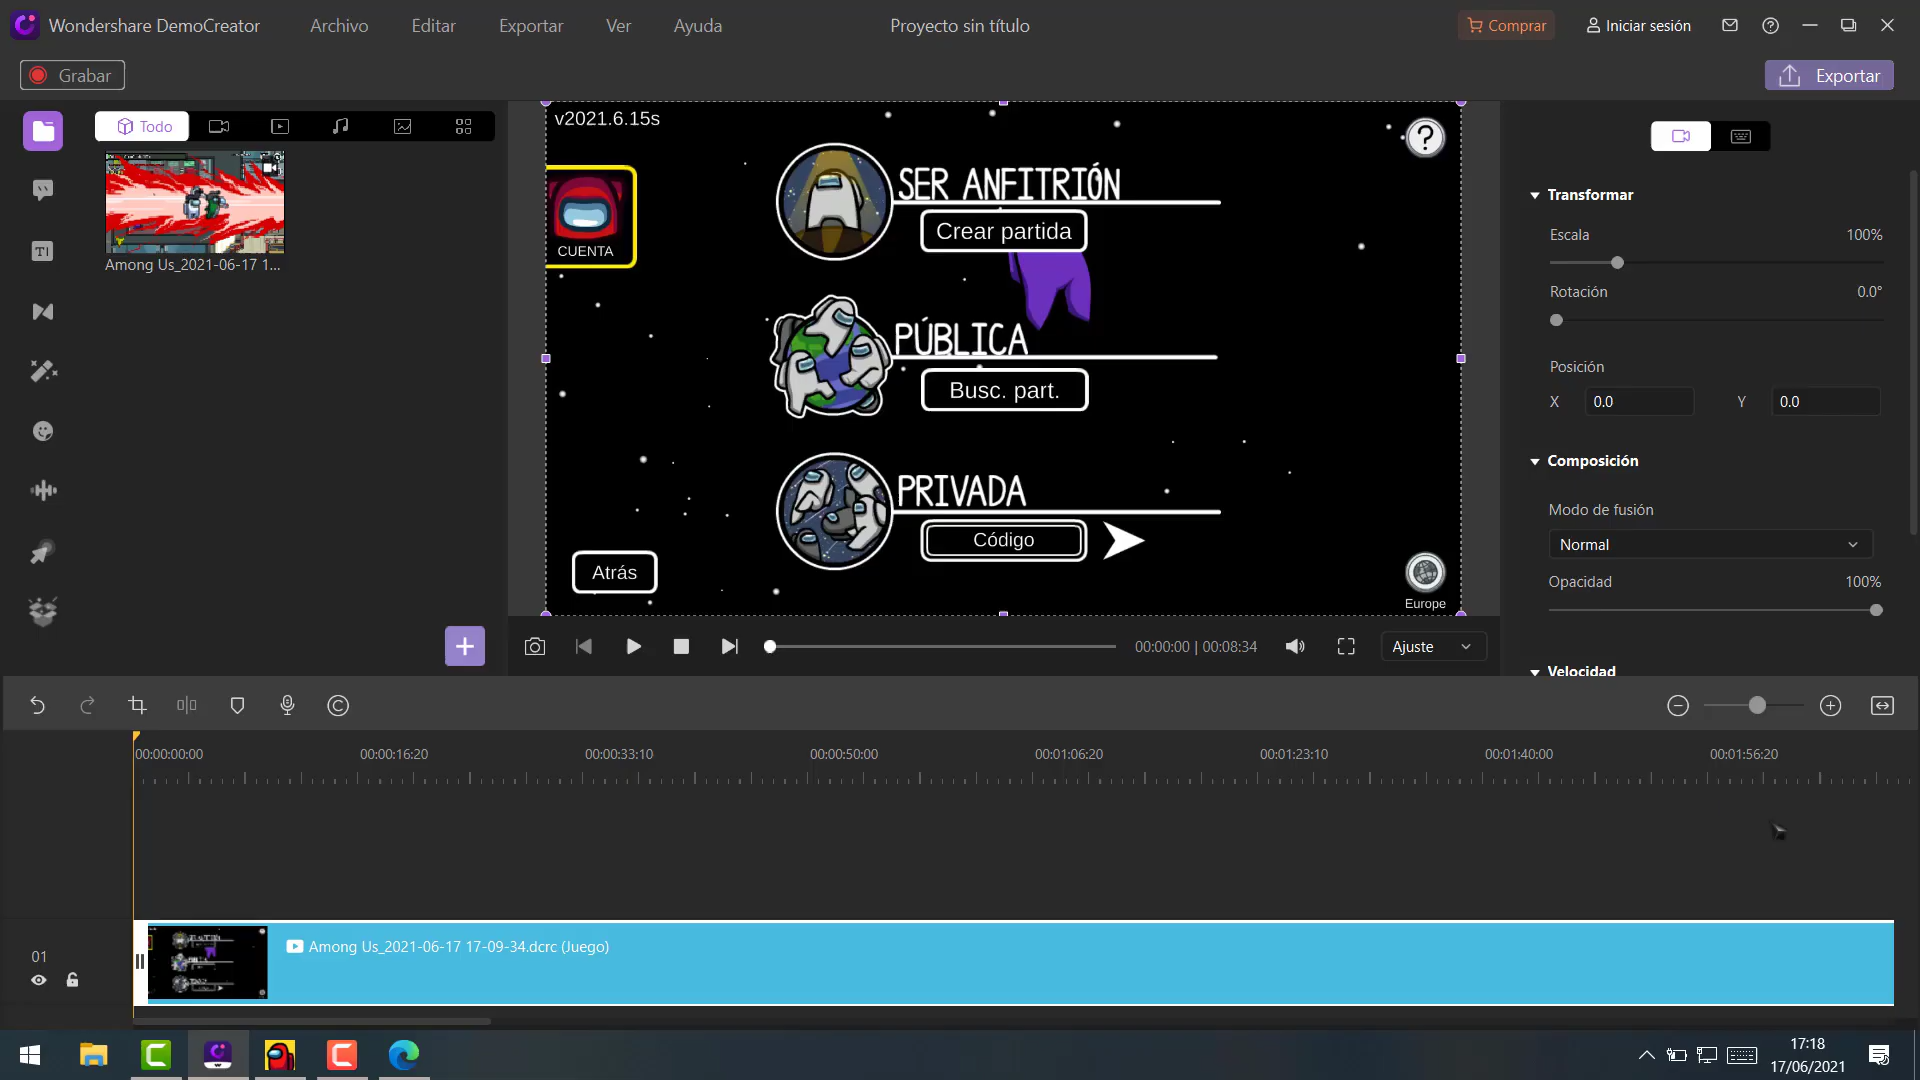 Wondershare DemoCreator
Archivo
Editar
Exportar
Ver
Ayuda
Proyecto sin título
Comprar
Iniciar sesión
Grabar
Exportar
Todo
Among Us_2021-06-17 1...
v2021.6.15s
CUENTA
SER ANFITRIÓN
Crear partida
PÚBLICA
Busc. part.
PRIVADA
Código
Atrás
Europe
00:00:00 | 00:08:34
Ajuste
Transformar
Escala
100%
Rotación
0.0°
Posición
X
0.0
Y
0.0
Composición
Modo de fusión
Normal
Opacidad
100%
Velocidad
00:00:00:00
00:00:16:20
00:00:33:10
00:00:50:00
00:01:06:20
00:01:23:10
00:01:40:00
00:01:56:20
01
Among Us_2021-06-17 17-09-34.dcrc (Juego)
17:18
17/06/2021